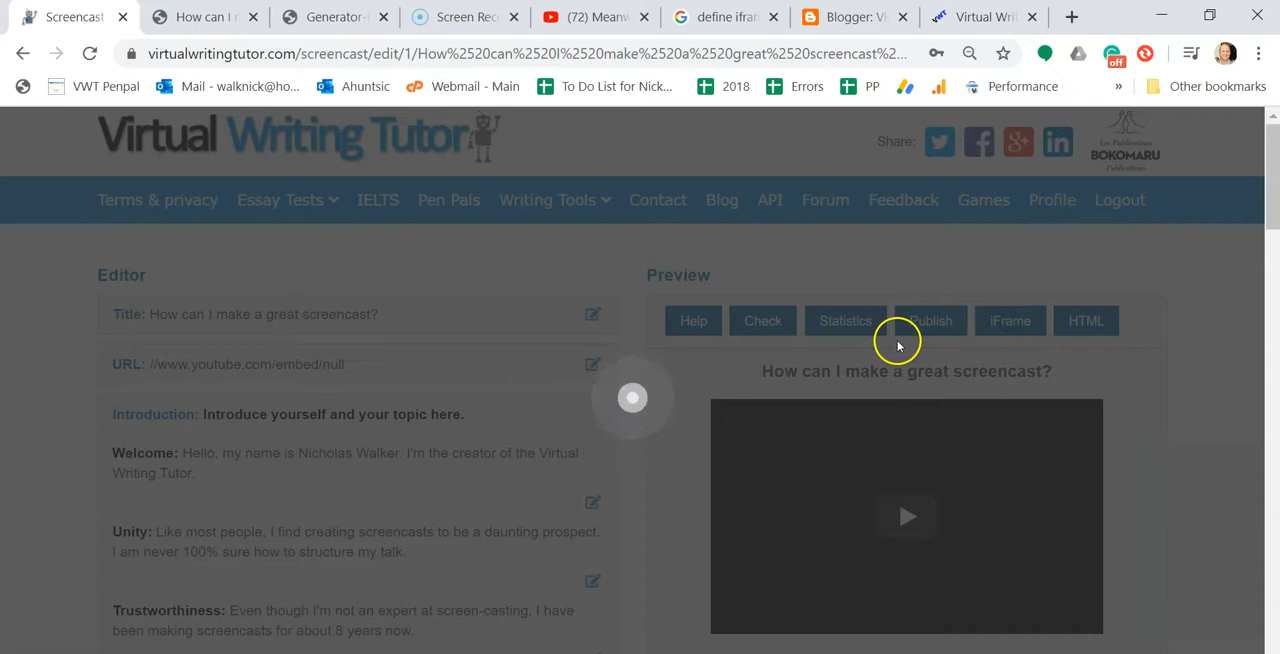 Screencast
How can I r
Generator-
Screen Rec
(72) Meanw
define ifran
Blogger: Vi
Virtual Wri
virtualwritingtutor.com/screencast/edit/1/How%2520can%2520I%2520make%2520a%2520great%2520screencast%2...
off
VWT Penpal
Mail - walknick@ho...
Ahuntsic
Webmail - Main
To Do List for Nick...
2018
Errors
PP
Performance
»
Other bookmarks
Virtual Writing Tutor
Share:
Les Publications
BOKOMARU
Publications
Terms & privacy Essay Tests IELTS Pen Pals Writing Tools Contact Blog API Forum Feedback Games Profile Logout
Editor
Title: How can I make a great screencast?
URL: //www.youtube.com/embed/null
Introduction: Introduce yourself and your topic here.
Welcome: Hello, my name is Nicholas Walker. I'm the creator of the Virtual
Writing Tutor.
Unity: Like most people, I find creating screencasts to be a daunting prospect.
I am never 100% sure how to structure my talk.
Trustworthiness: Even though I'm not an expert at screen-casting, I have
been making screencasts for about 8 years now.
Preview
Help Check Statistics Publish iFrame HTML
How can I make a great screencast?